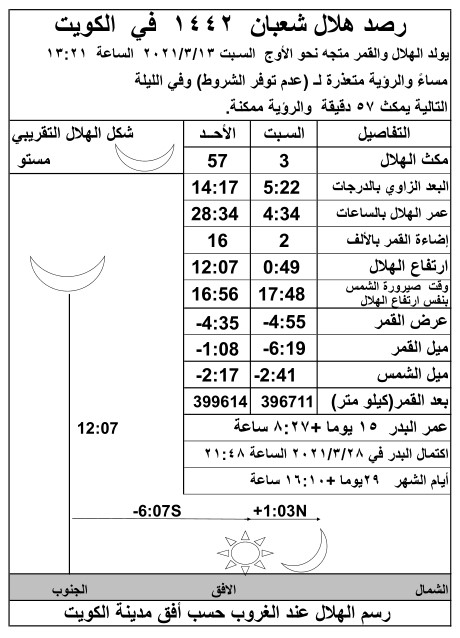 رصد هلال شعبان ١٤٤٢ في الكويت
يولد الهلال والقمر متجه نحو الأوج السبت ٢٠٢١/٣/١٣ الساعة ١٣:٢١
مساءً والرؤية متعذرة لـ (عدم توفر الشروط) وفي الليلة
التالية يمكث ٥٧ دقيقة والرؤية ممكنة.
التفاصيل السبت الأحد شكل الهلال التقريبي
مكث الهلال 3 57 مستو
البعد الزاوي بالدرجات 5:22 14:17
عمر الهلال بالساعات 4:34 28:34
إضاءة القمر بالألف 2 16
ارتفاع الهلال 0:49 12:07
وقت صيرورة الشمس
بنفس ارتفاع الهلال 17:48 16:56
عرض القمر -4:55 -4:35
ميل القمر -6:19 -1:08
ميل الشمس -2:41 -2:17
بعد القمر(كيلو متر) 396711 399614
عمر البدر ١٥ يوما +٨:٢٧ ساعة
اكتمال البدر في ٢٠٢١/٣/٢٨ الساعة ٢١:٤٨
أيام الشهر ٢٩يوما +١٦:١٠ ساعة
12:07
-6:07S +1:03N
الشمال الافق الجنوب
رسم الهلال عند الغروب حسب أفق مدينة الكويت